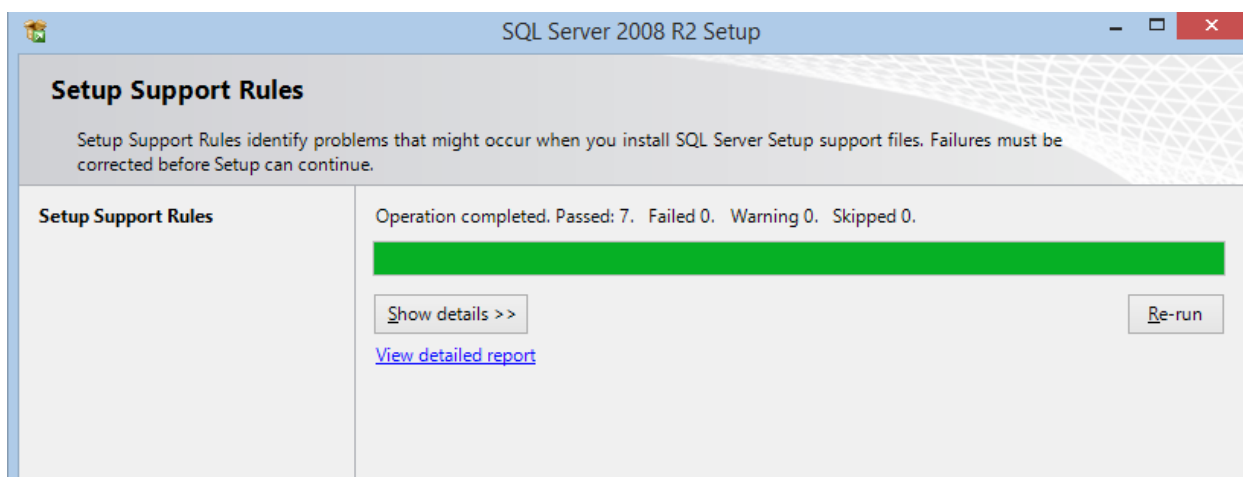 SQL Server 2008 R2 Setup
Setup Support Rules
Setup Support Rules identify problems that might occur when you install SQL Server Setup support files. Failures must be
corrected before Setup can continue.
Setup Support Rules
Operation completed. Passed: 7.   Failed 0.   Warning 0.   Skipped 0.
Show details >>
Re-run
View detailed report